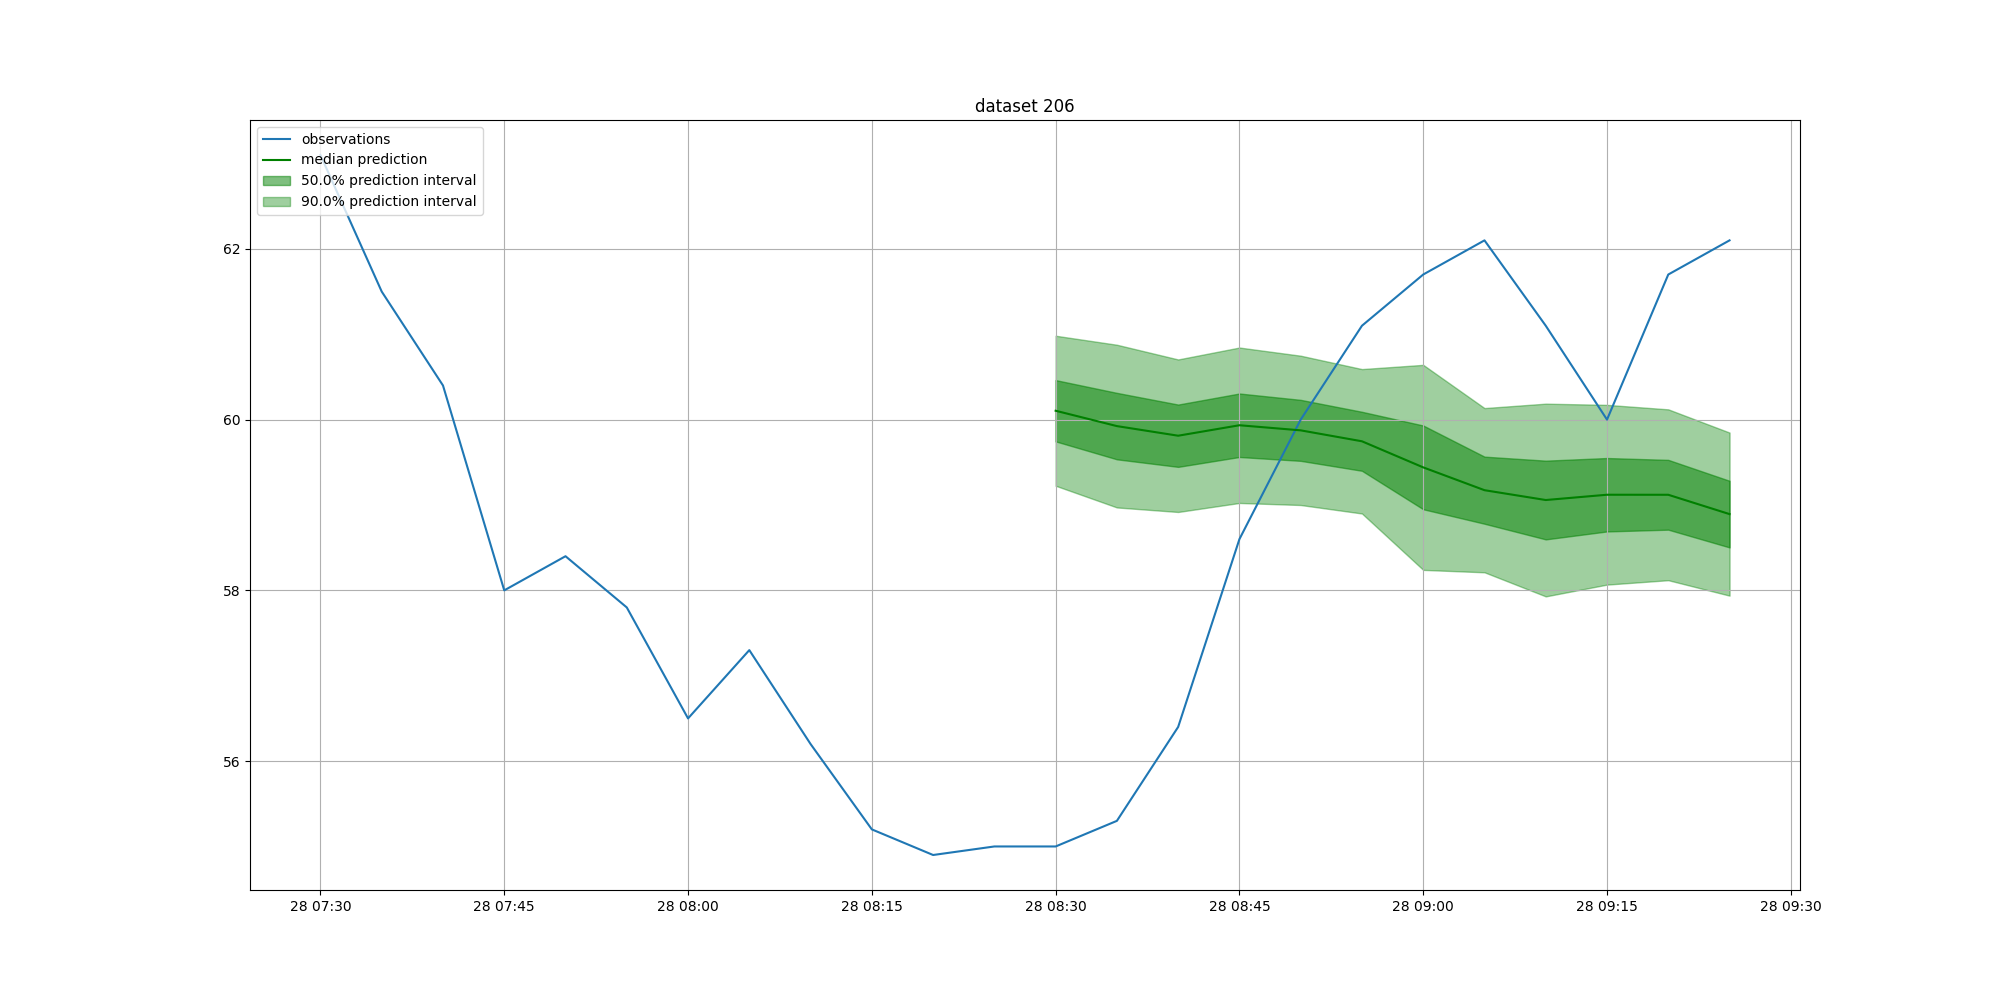 dataset 206
observations
median prediction
50.0% prediction interval
90.0% prediction interval
62
60
58
56
28 07:30 28 07:45 28 08:00 28 08:15 28 08:30 28 08:45 28 09:00 28 09:15 28 09:30